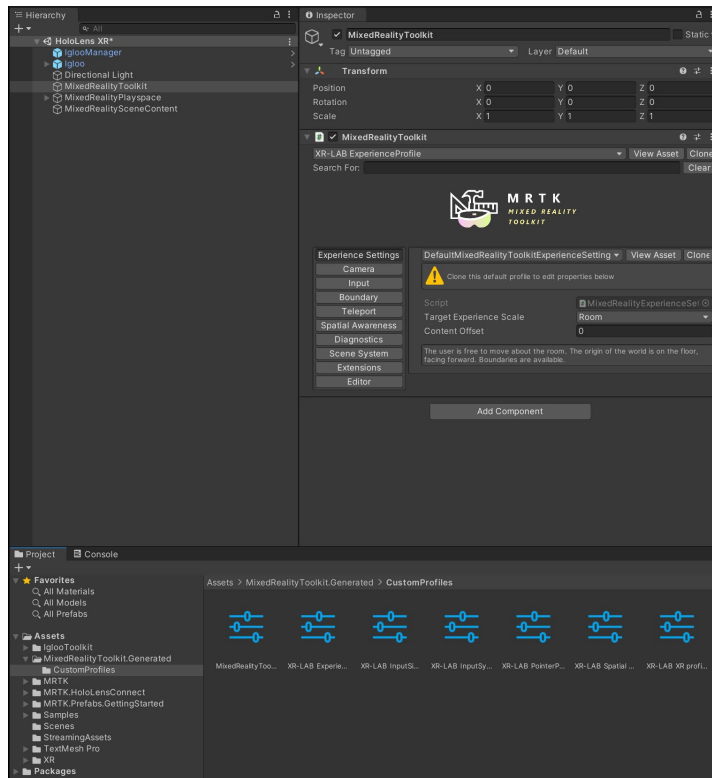 Hierarchy
All
HoloLens XR*
IglooManager
Igloo
Directional Light
MixedRealityToolkit
MixedRealityPlayspace
MixedRealitySceneContent
Inspector
MixedRealityToolkit
Static
Tag Untagged Layer Default
Transform
Position X 0 Y 0 Z 0
Rotation X 0 Y 0 Z 0
Scale X 1 Y 1 Z 1
# MixedRealityToolkit
XR-LAB ExperienceProfile View Asset Clone
Search For: Clear
MRTK
MIXED REALITY
TOOLKIT
Experience Settings
Camera
Input
Boundary
Teleport
Spatial Awareness
Diagnostics
Scene System
Extensions
Editor
DefaultMixedRealityToolkitExperienceSetting View Asset Clone
Clone this default profile to edit properties below
Script MixedRealityExperienceSet
Target Experience Scale Room
Content Offset 0
The user is free to move about the room. The origin of the world is on the floor,
facing forward. Boundaries are available.
Add Component
Project Console
Favorites
All Materials
All Models
All Prefabs
Assets
IglooToolkit
MixedRealityToolkit.Generated
CustomProfiles
MRTK
MRTK.HoloLensConnect
MRTK.Prefabs.GettingStarted
Samples
Scenes
StreamingAssets
TextMesh Pro
XR
Packages
Assets > MixedRealityToolkit.Generated > CustomProfiles
MixedRealityToo... XR-LAB Experie... XR-LAB InputSi... XR-LAB InputSy... XR-LAB PointerP... XR-LAB Spatial ... XR-LAB XR profi...